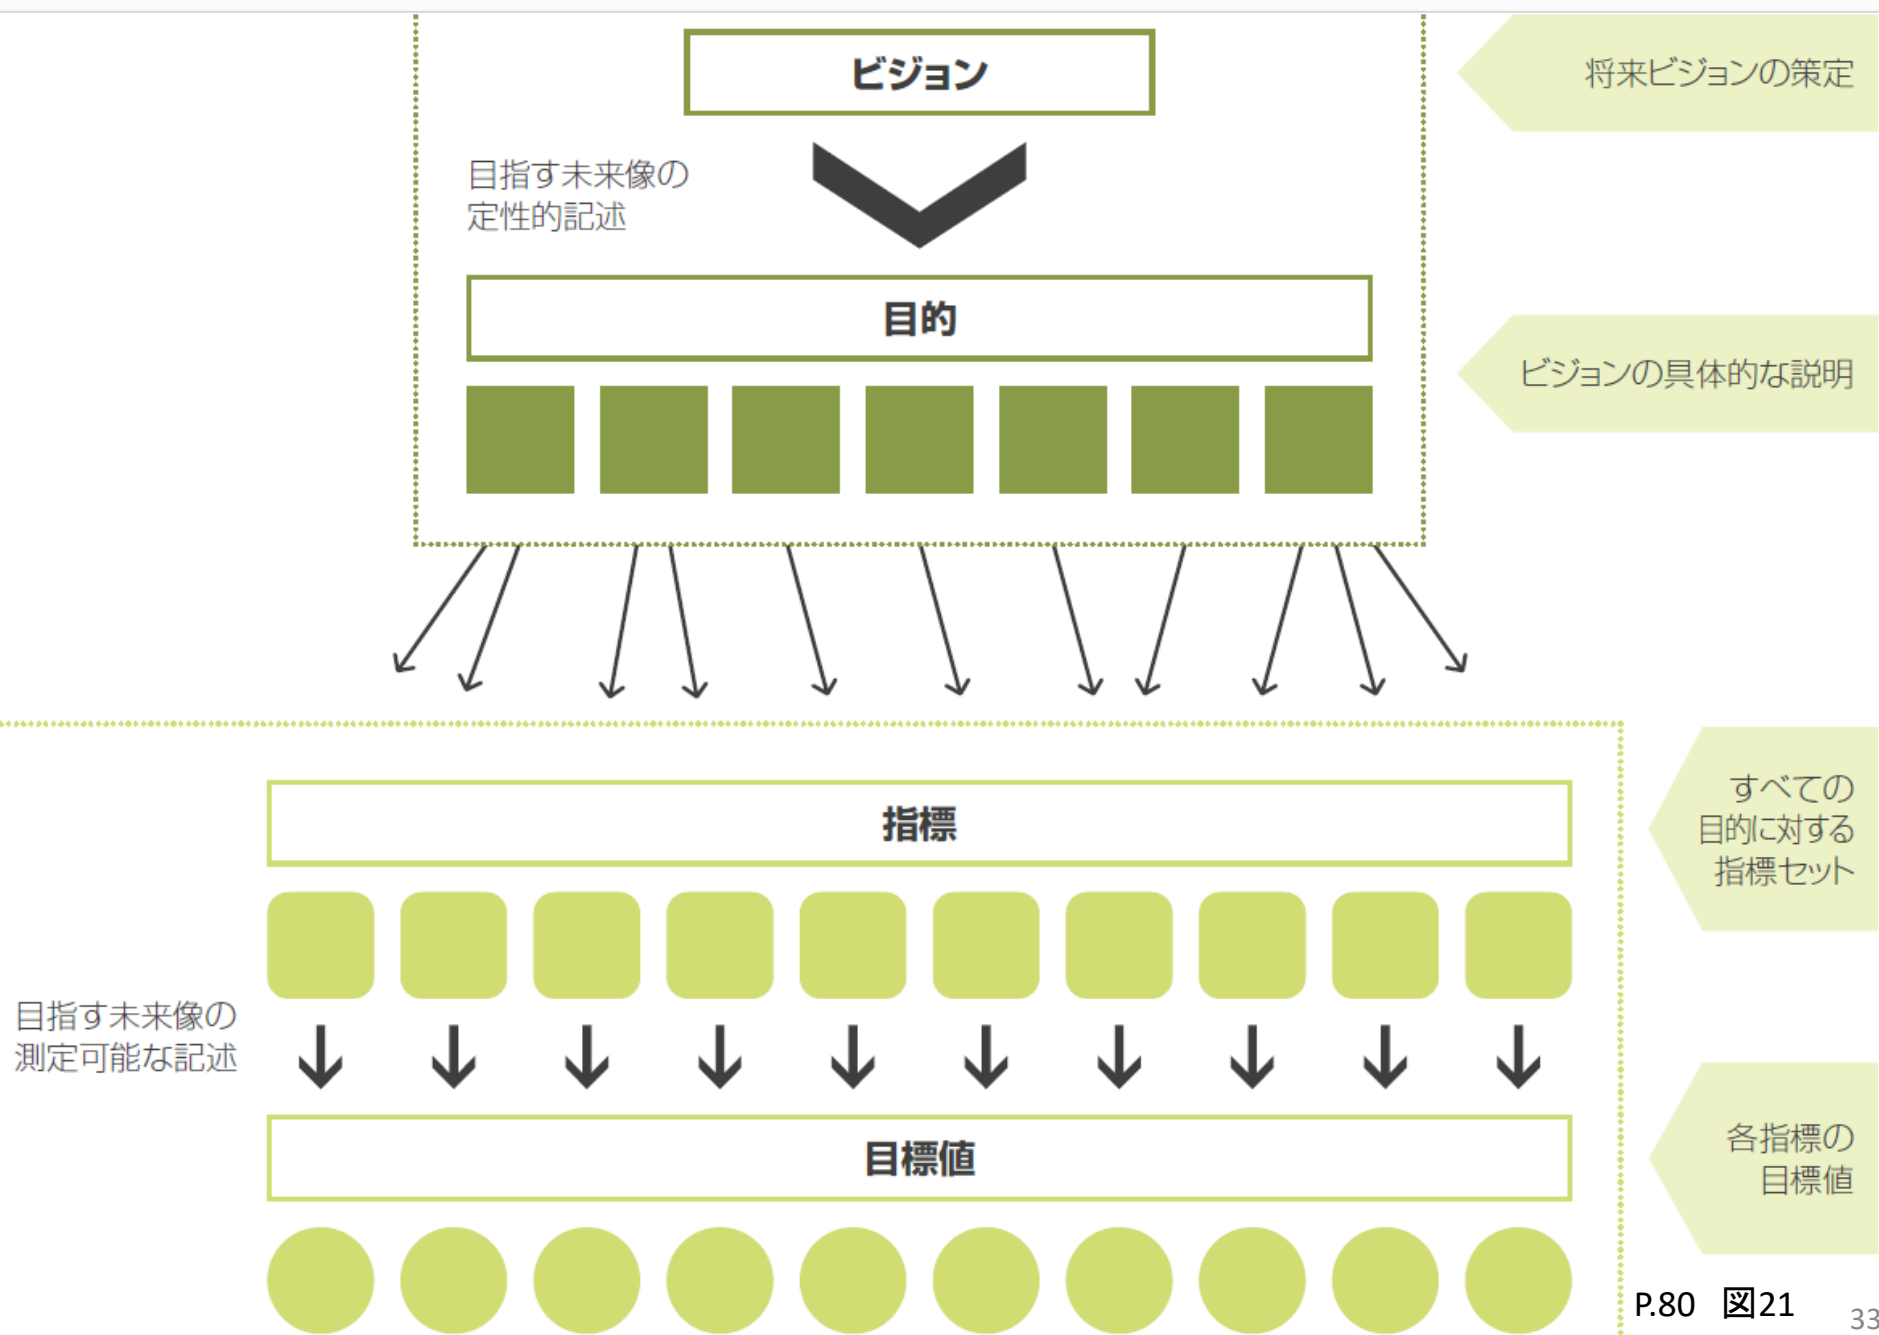 ビジョン
将来ビジョンの策定
目指す未来像の
定性的記述
目的
ビジョンの具体的な説明
指標
すべての
目的に対する
指標セット
目指す未来像の
測定可能な記述
目標値
各指標の
目標値
P.80 図21
33